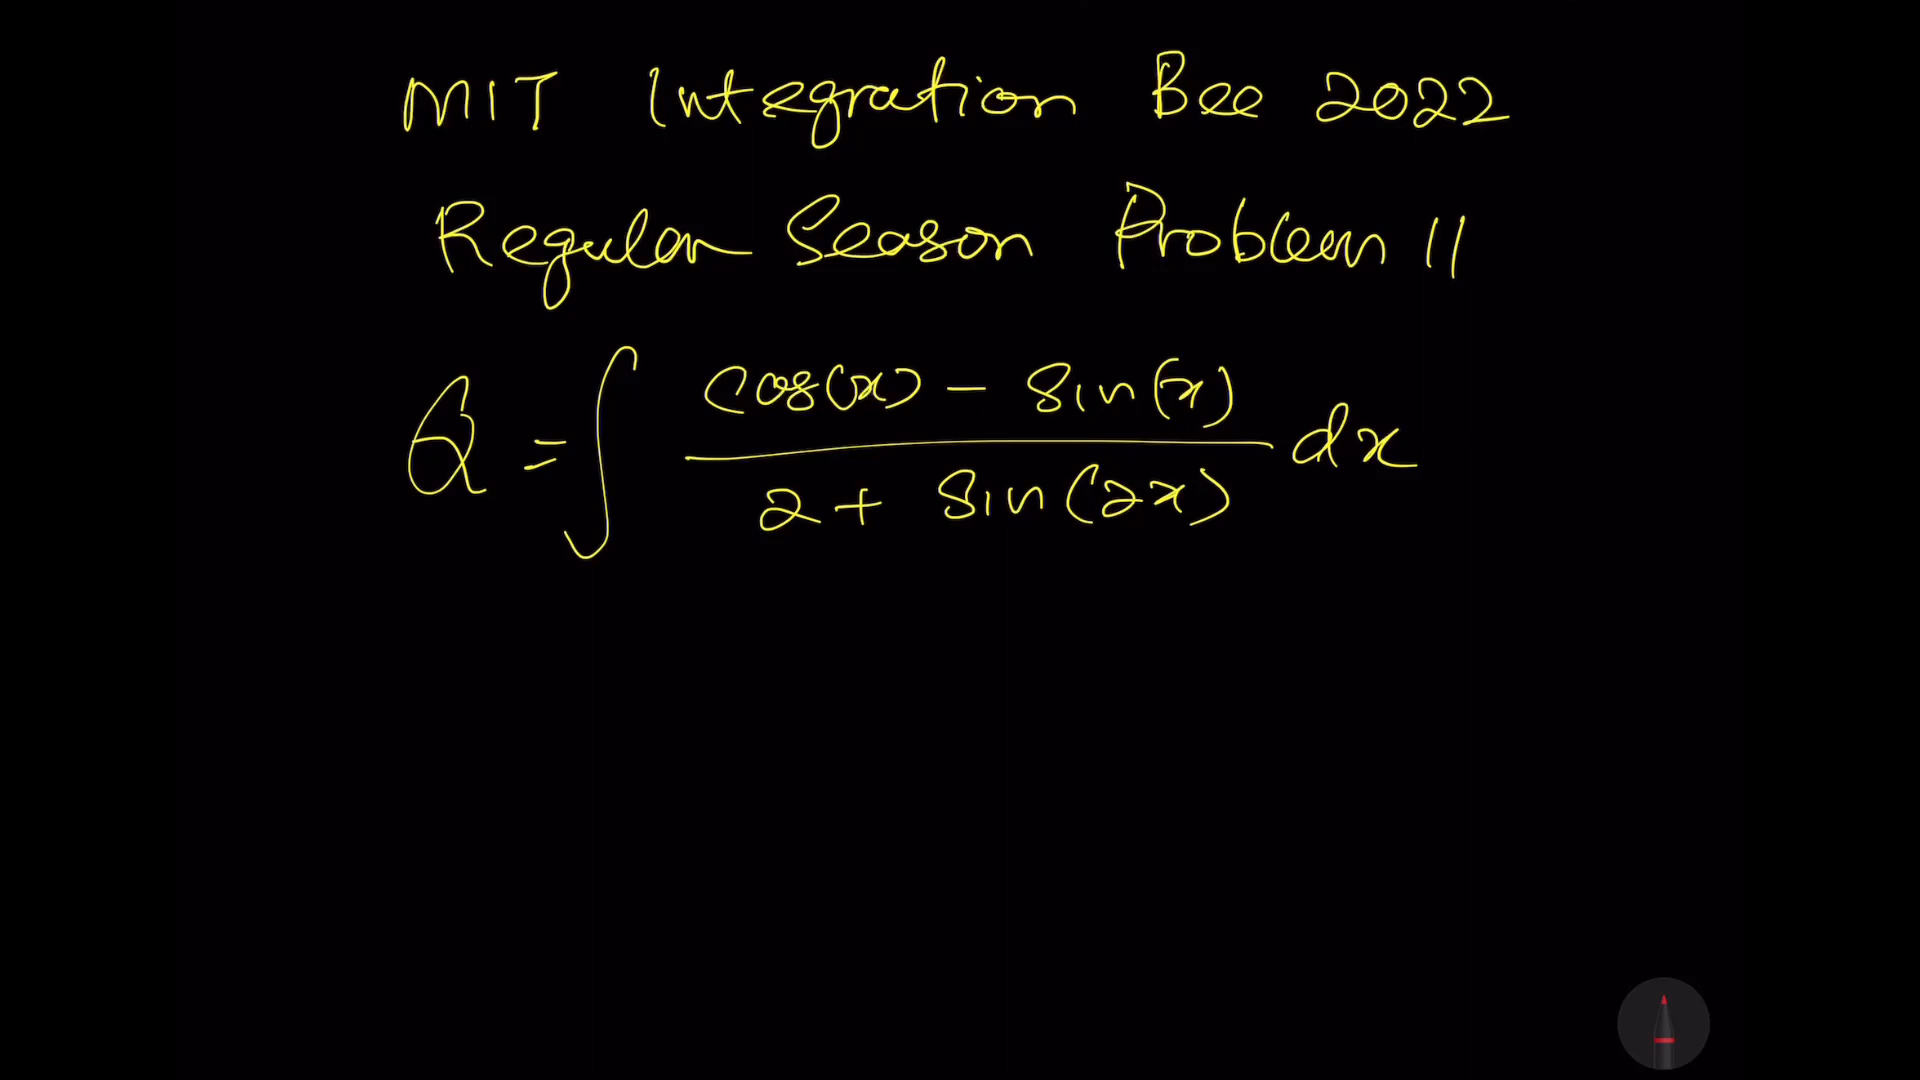 MIT Integration Bee 2022
Regular Season Problem 11
Q = ∫ (cos(x) - sin(x)) / (2 + sin(2x)) dx